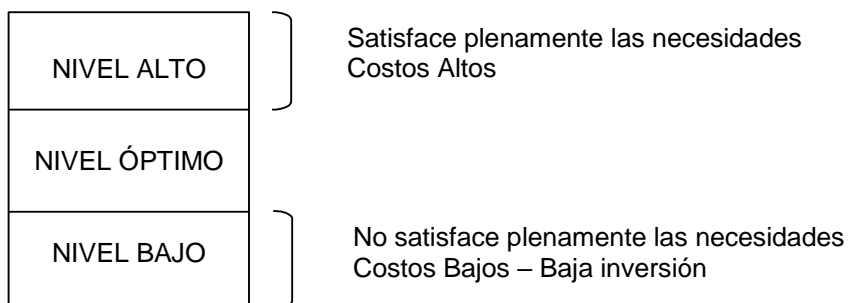 NIVEL ALTO
Satisface plenamente las necesidades
Costos Altos
NIVEL ÓPTIMO
NIVEL BAJO
No satisface plenamente las necesidades
Costos Bajos – Baja inversión